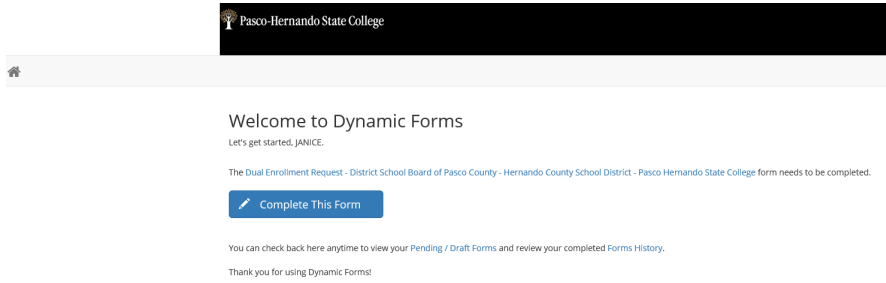 Pasco-Hernando State College
Welcome to Dynamic Forms
Let's get started, JANICE.
The Dual Enrollment Request - District School Board of Pasco County - Hernando County School District - Pasco Hernando State College form needs to be completed.
Complete This Form
You can check back here anytime to view your Pending / Draft Forms and review your completed Forms History.
Thank you for using Dynamic Forms!